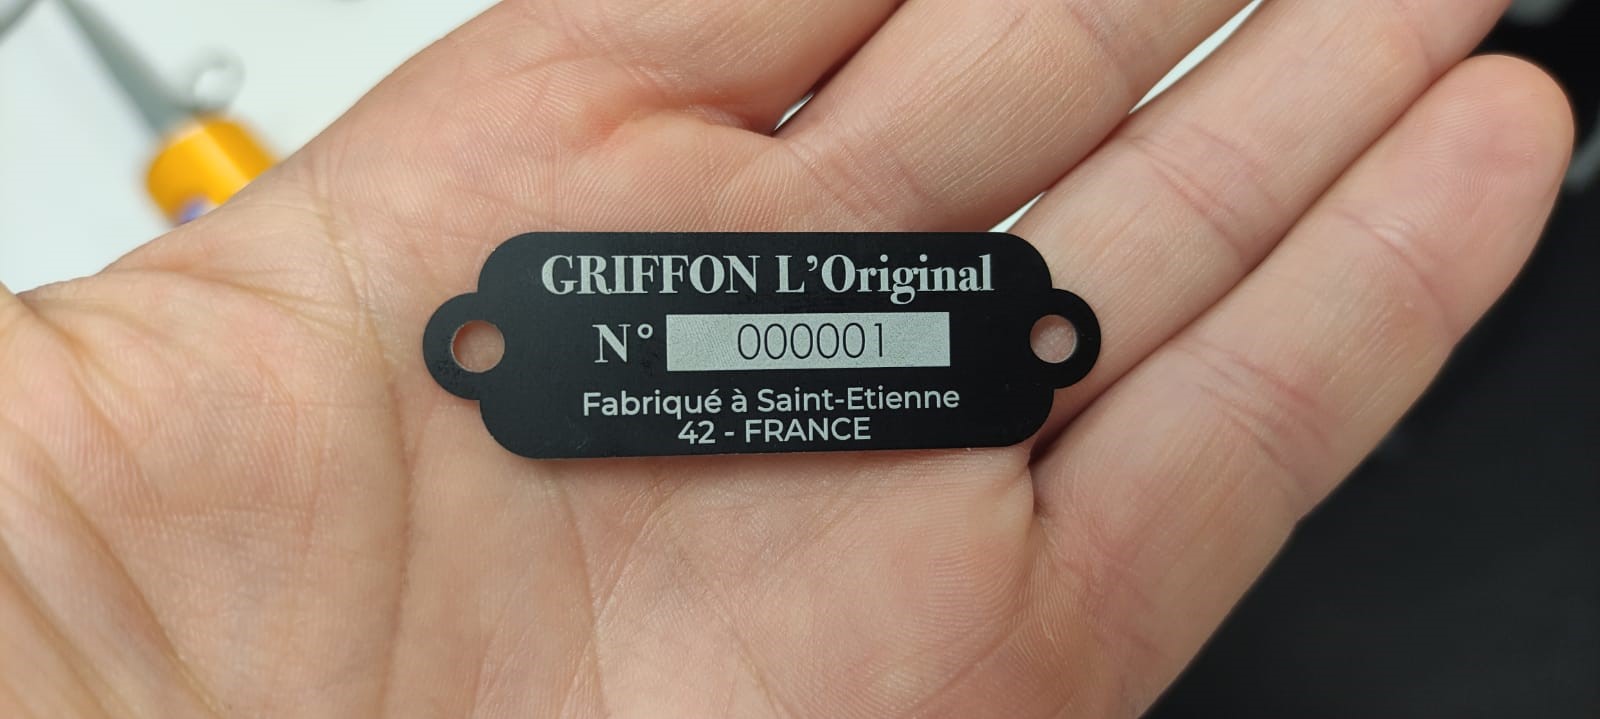 GRIFFON L’Original
N° 000001
Fabriqué à Saint-Etienne
42 - FRANCE